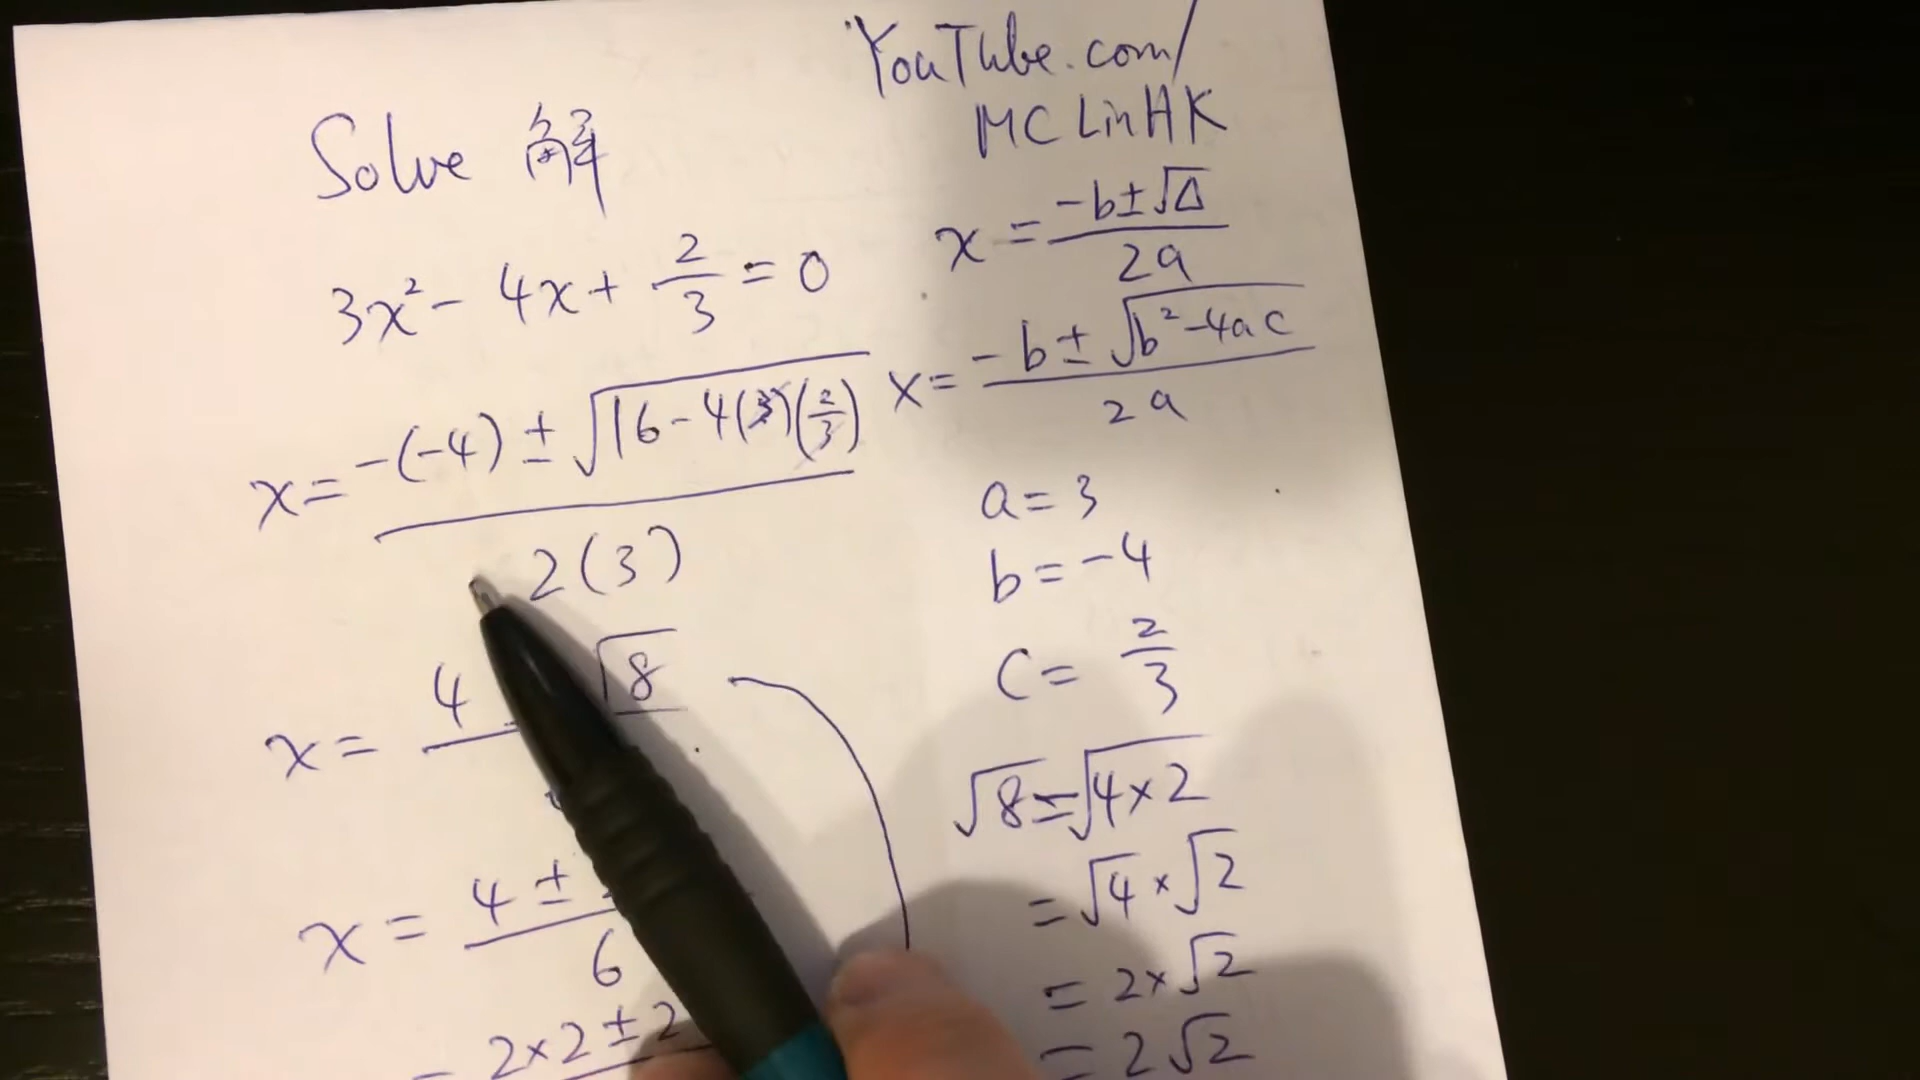 YouTube.com/
MC LinHK
Solve 解
3x² - 4x + 2/3 = 0
x = (-(-4) ± √(16 - 4(3)(2/3))) / 2(3)
x = 4 √8
x = 4 ±
6
2×2 ± 2
x = (-b ± √Δ) / 2a
x = (-b ± √(b² - 4ac)) / 2a
a = 3
b = -4
c = 2/3
√8 = √(4×2)
= √4 × √2
= 2×√2
= 2√2